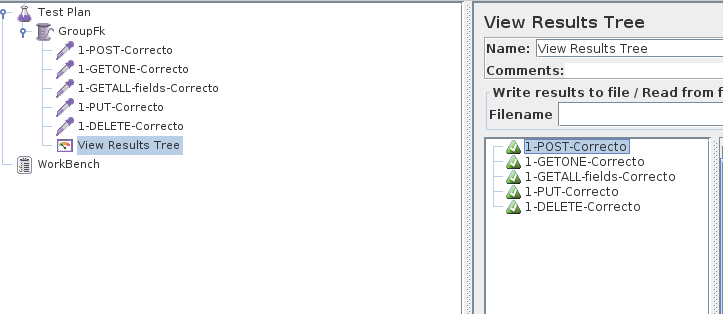 Test Plan
GroupFk
1-POST-Correcto
1-GETONE-Correcto
1-GETALL-fields-Correcto
1-PUT-Correcto
1-DELETE-Correcto
View Results Tree
WorkBench
View Results Tree
Name: View Results Tree
Comments:
Write results to file / Read from f
Filename
1-POST-Correcto
1-GETONE-Correcto
1-GETALL-fields-Correcto
1-PUT-Correcto
1-DELETE-Correcto